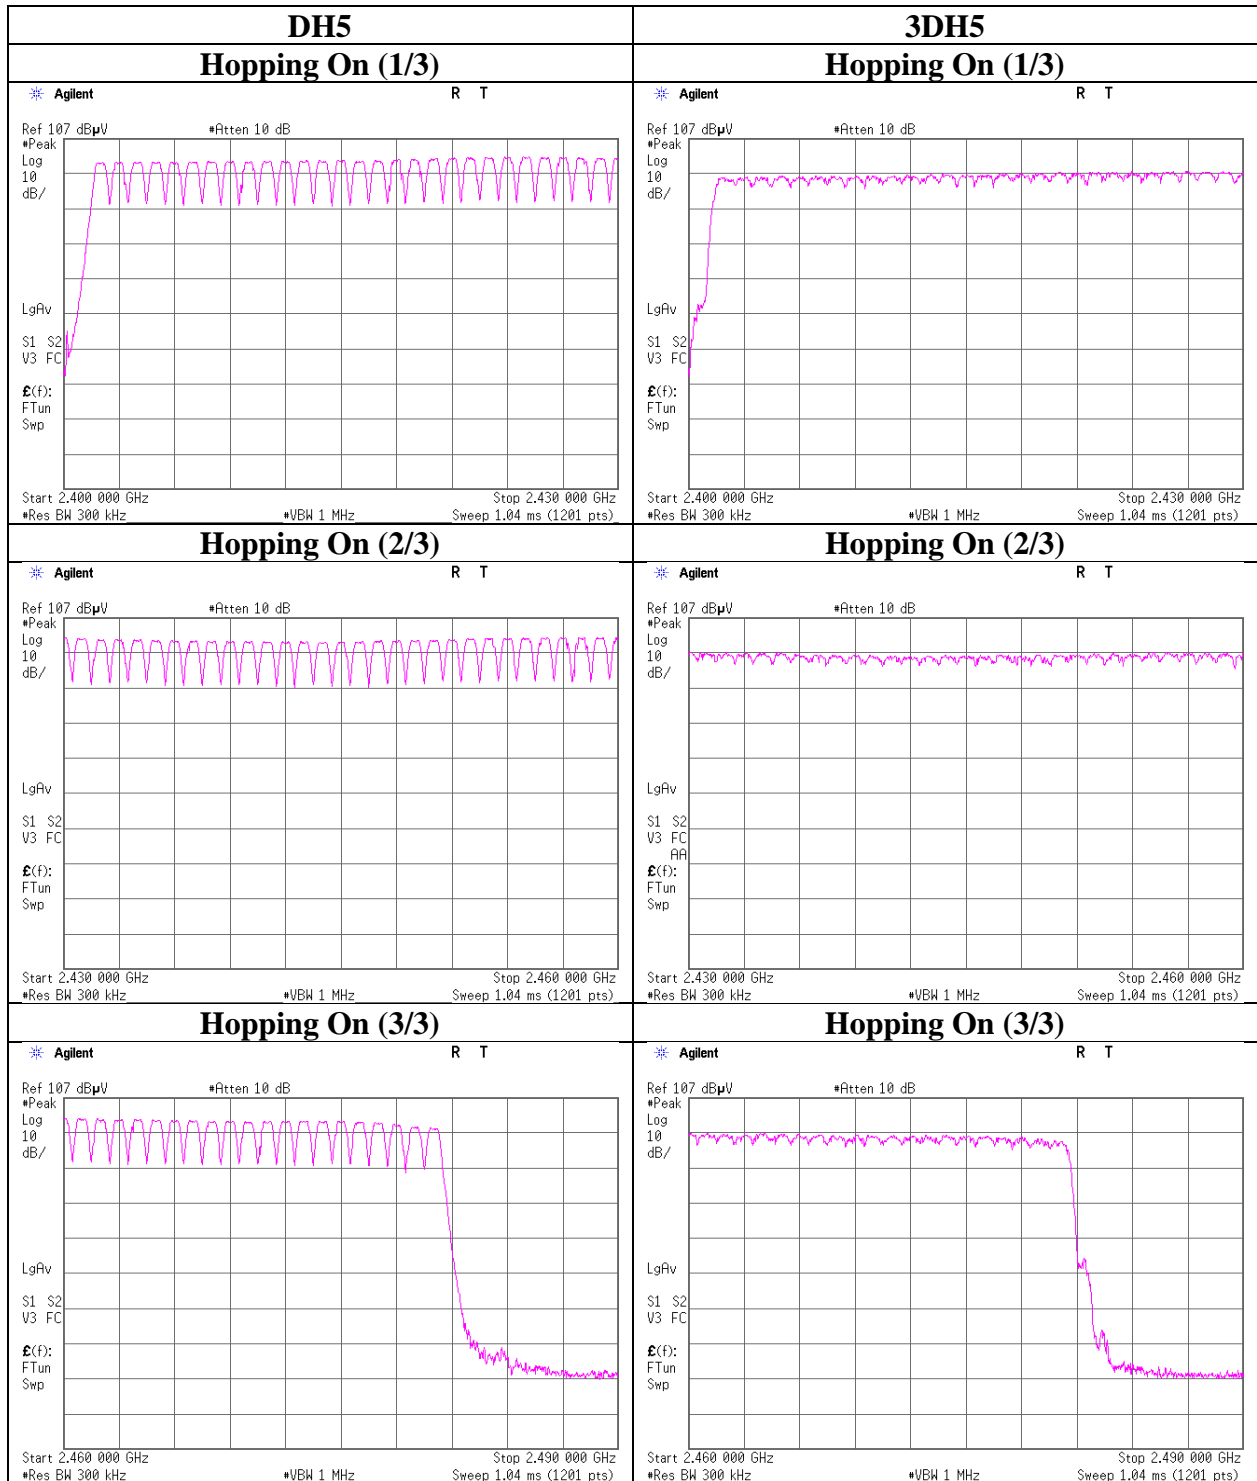 DH5 3DH5
Hopping On (1/3) Hopping On (1/3)
Agilent R T
Ref 107 dBµV #Atten 10 dB
#Peak
Log
10
dB/
LgAv
S1 S2
V3 FC
£(f):
FTun
Swp
Start 2.400 000 GHz Stop 2.430 000 GHz
#Res BW 300 kHz #VBW 1 MHz Sweep 1.04 ms (1201 pts)
Agilent R T
Ref 107 dBµV #Atten 10 dB
#Peak
Log
10
dB/
LgAv
S1 S2
V3 FC
£(f):
FTun
Swp
Start 2.400 000 GHz Stop 2.430 000 GHz
#Res BW 300 kHz #VBW 1 MHz Sweep 1.04 ms (1201 pts)
Hopping On (2/3) Hopping On (2/3)
Agilent R T
Ref 107 dBµV #Atten 10 dB
#Peak
Log
10
dB/
LgAv
S1 S2
V3 FC
£(f):
FTun
Swp
Start 2.430 000 GHz Stop 2.460 000 GHz
#Res BW 300 kHz #VBW 1 MHz Sweep 1.04 ms (1201 pts)
Agilent R T
Ref 107 dBµV #Atten 10 dB
#Peak
Log
10
dB/
LgAv
S1 S2
V3 FC
AA
£(f):
FTun
Swp
Start 2.430 000 GHz Stop 2.460 000 GHz
#Res BW 300 kHz #VBW 1 MHz Sweep 1.04 ms (1201 pts)
Hopping On (3/3) Hopping On (3/3)
Agilent R T
Ref 107 dBµV #Atten 10 dB
#Peak
Log
10
dB/
LgAv
S1 S2
V3 FC
£(f):
FTun
Swp
Start 2.460 000 GHz Stop 2.490 000 GHz
#Res BW 300 kHz #VBW 1 MHz Sweep 1.04 ms (1201 pts)
Agilent R T
Ref 107 dBµV #Atten 10 dB
#Peak
Log
10
dB/
LgAv
S1 S2
V3 FC
£(f):
FTun
Swp
Start 2.460 000 GHz Stop 2.490 000 GHz
#Res BW 300 kHz #VBW 1 MHz Sweep 1.04 ms (1201 pts)